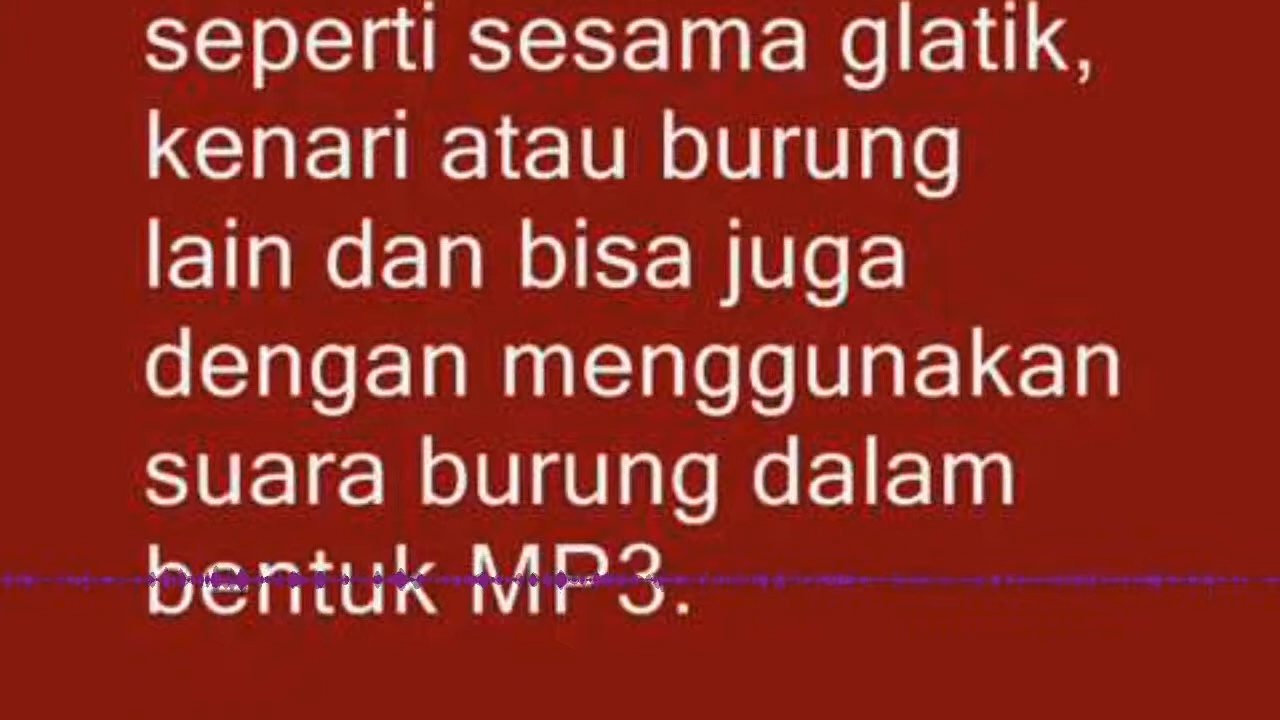 seperti sesama glatik,
kenari atau burung
lain dan bisa juga
dengan menggunakan
suara burung dalam
bentuk MP3.